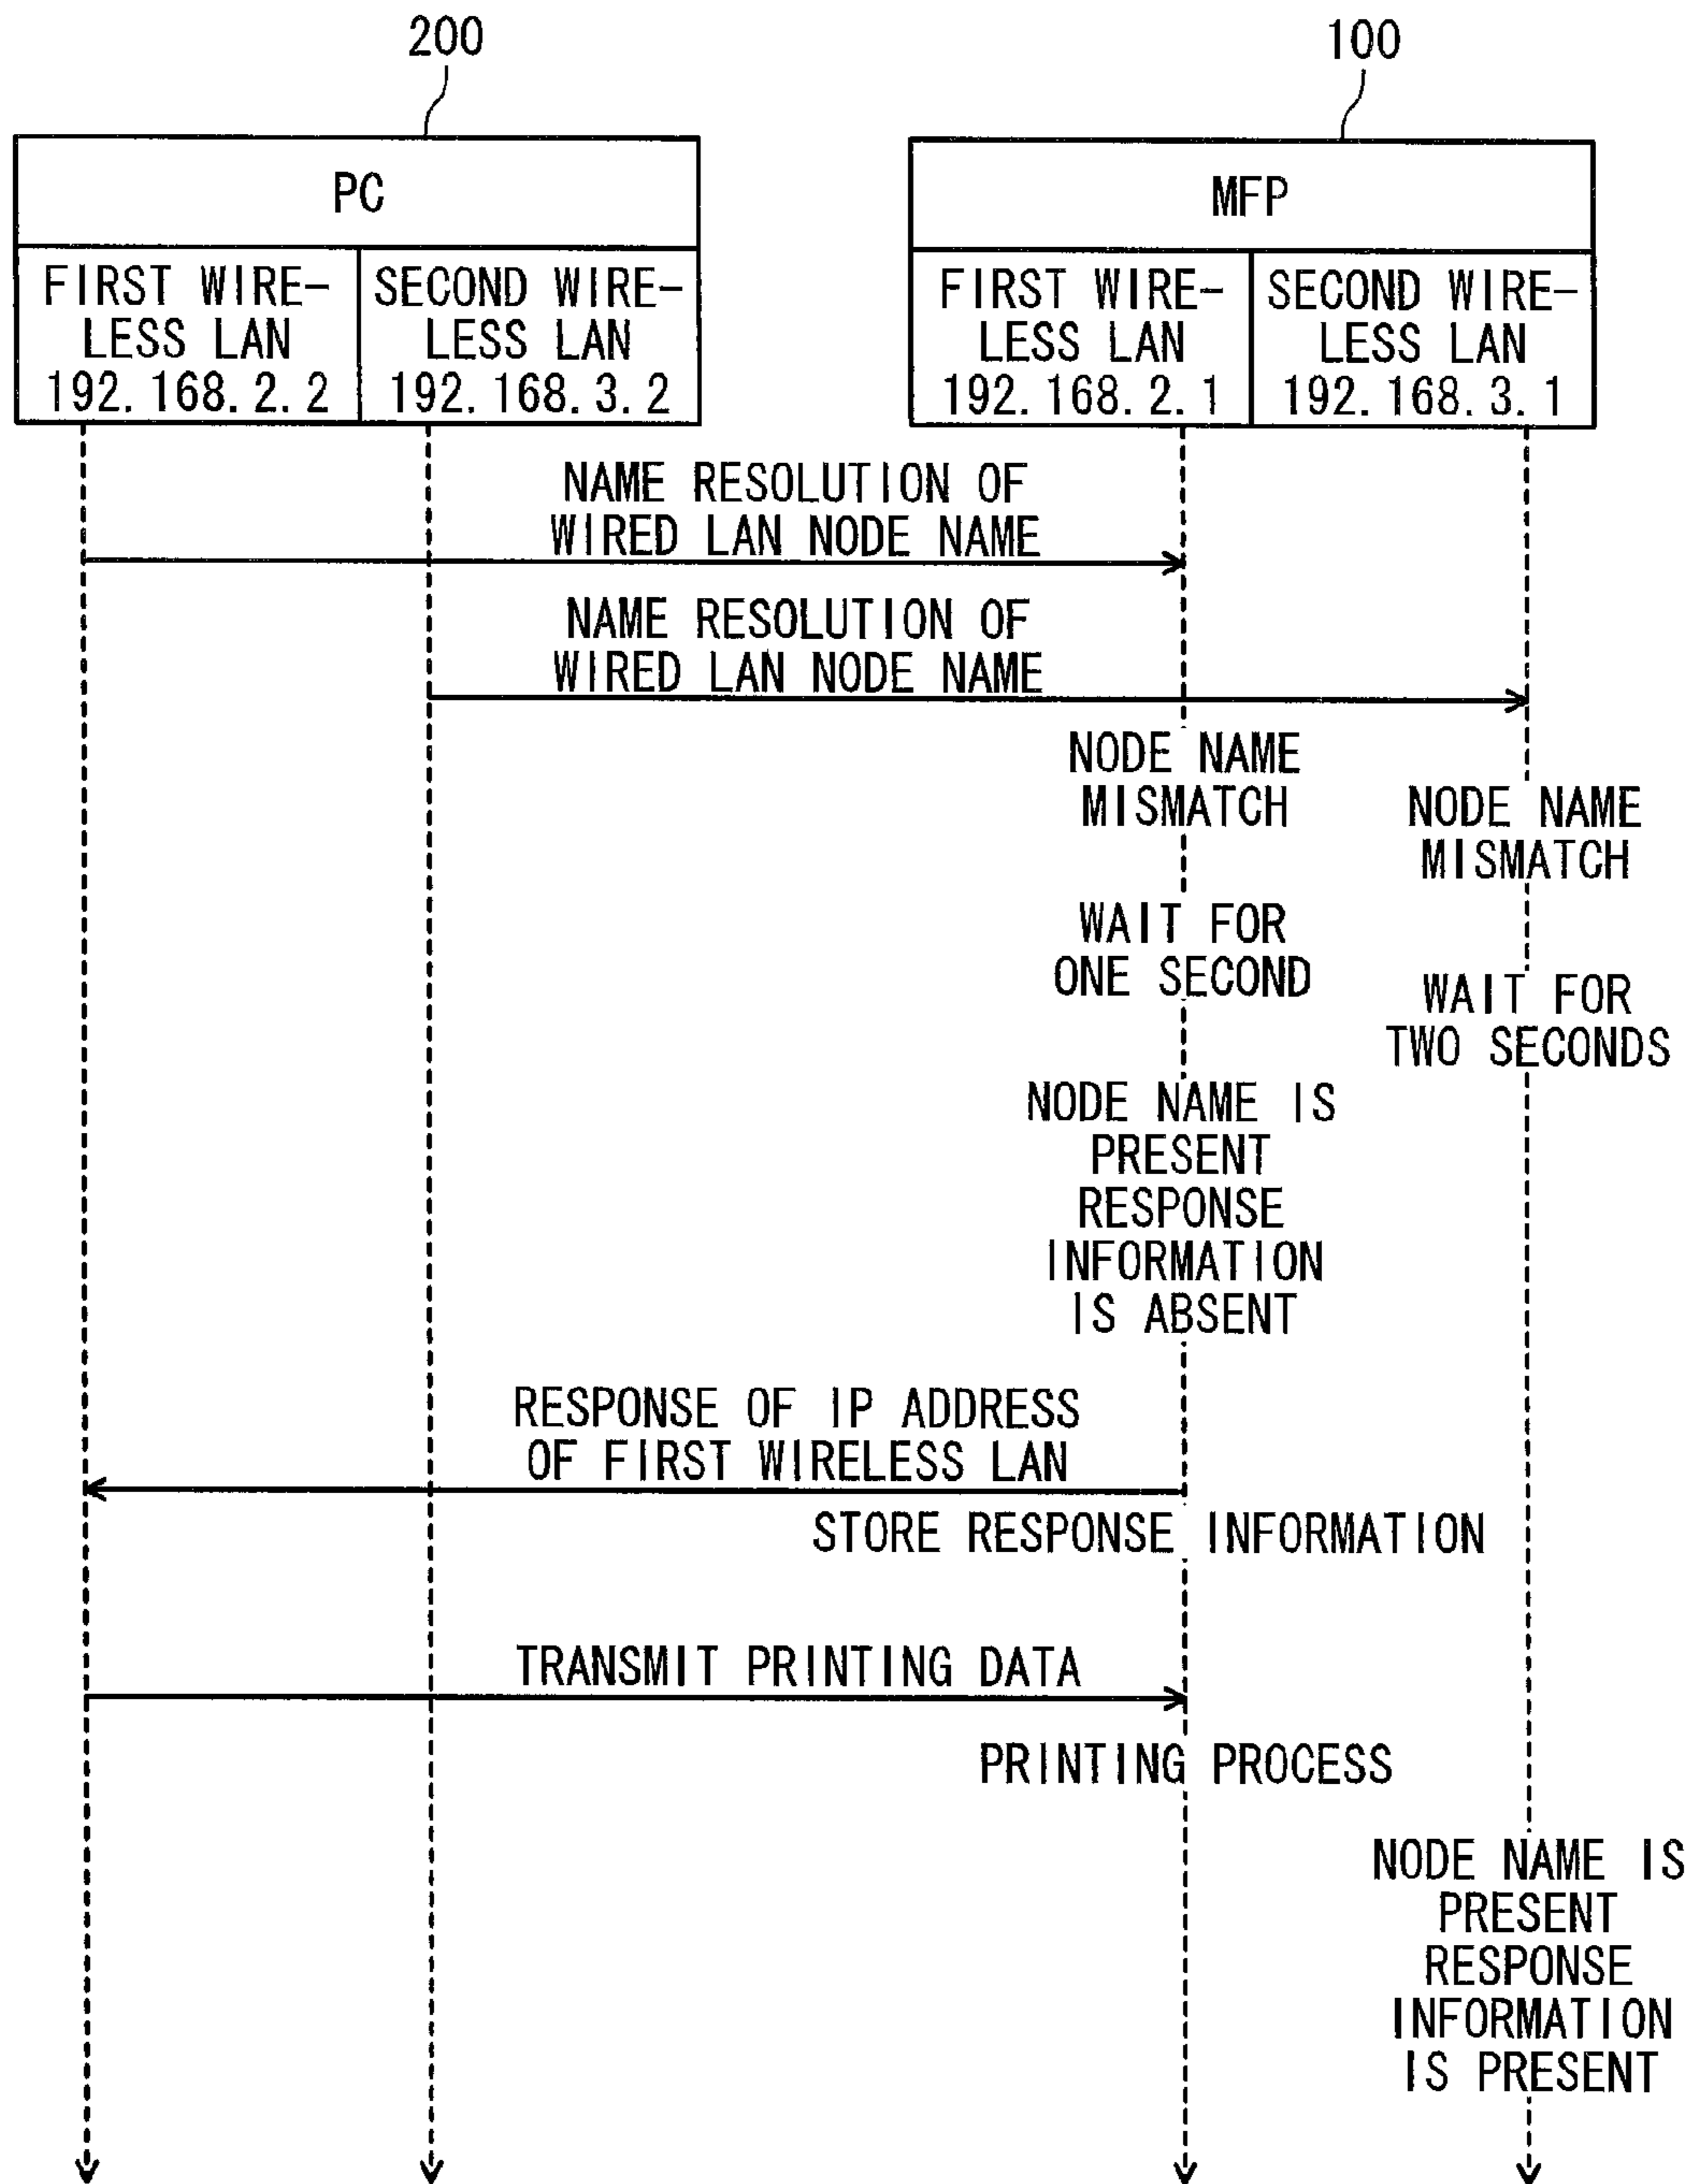 200
100
PC
MFP
FIRST WIRE-
LESS LAN
192.168.2.2
SECOND WIRE-
LESS LAN
192.168.3.2
FIRST WIRE-
LESS LAN
192.168.2.1
SECOND WIRE-
LESS LAN
192.168.3.1
NAME RESOLUTION OF
WIRED LAN NODE NAME
NAME RESOLUTION OF
WIRED LAN NODE NAME
NODE NAME
MISMATCH
NODE NAME
MISMATCH
WAIT FOR
ONE SECOND
WAIT FOR
TWO SECONDS
NODE NAME IS
PRESENT
RESPONSE
INFORMATION
IS ABSENT
RESPONSE OF IP ADDRESS
OF FIRST WIRELESS LAN
STORE RESPONSE INFORMATION
TRANSMIT PRINTING DATA
PRINTING PROCESS
NODE NAME IS
PRESENT
RESPONSE
INFORMATION
IS PRESENT